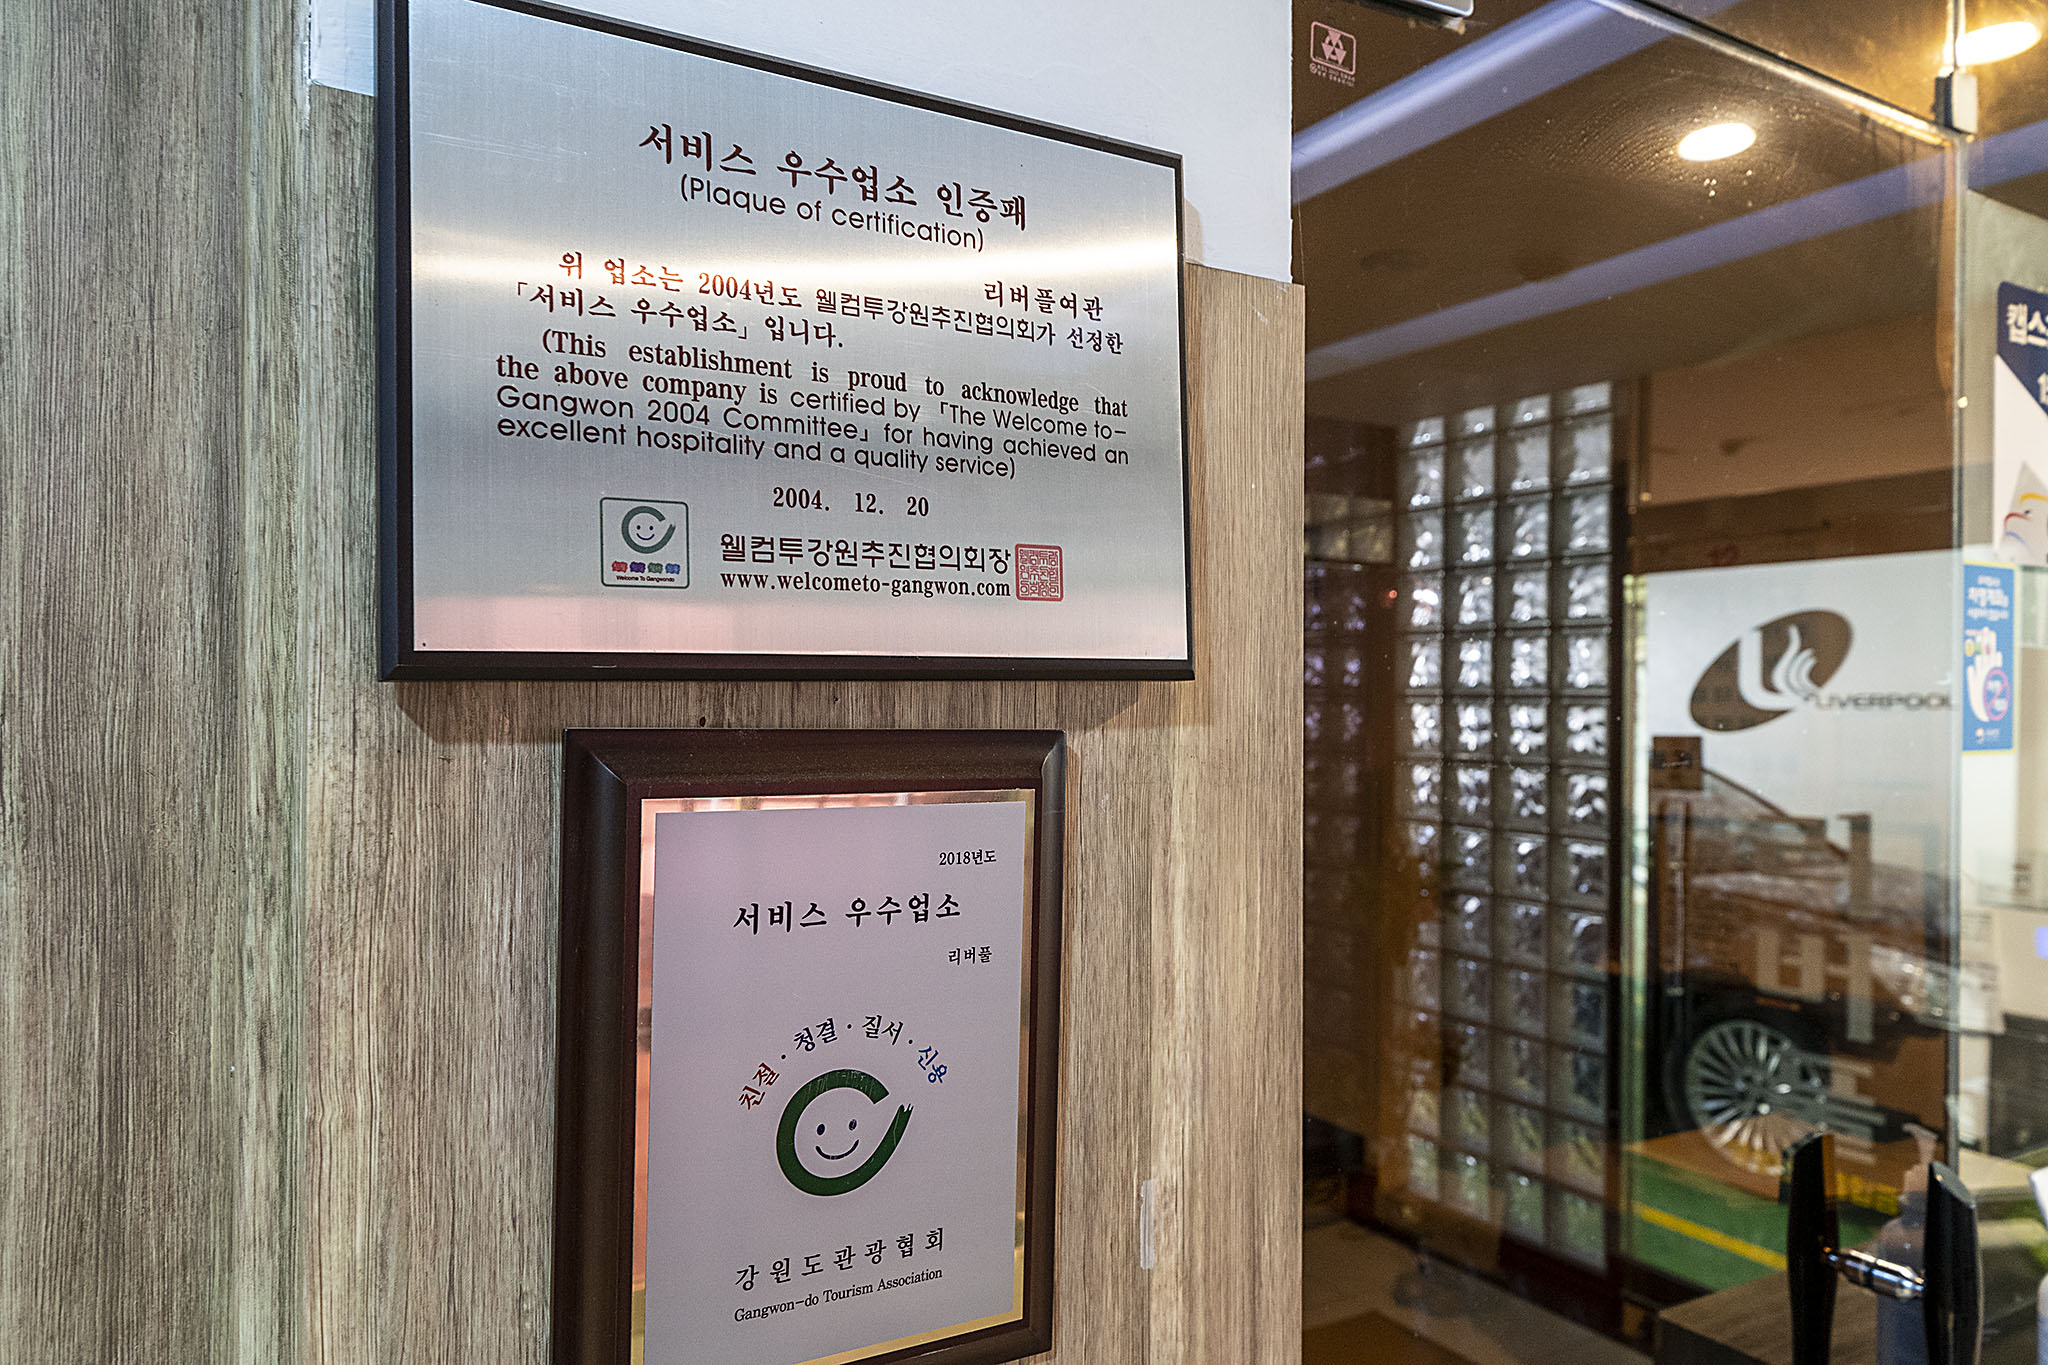 서비스 우수업소 인증패
(Plaque of certification)
리버풀여관
위 업소는 2004년도 웰컴투강원추진협의회가 선정한
「서비스 우수업소」입니다.
(This establishment is proud to acknowledge that
the above company is certified by 「The Welcome to-
Gangwon 2004 Committee」 for having achieved an
excellent hospitality and a quality service)
2004. 12. 20
Welcome To Gangwondo
웰컴투강원추진협의회장
www.welcometo-gangwon.com
2018년도
서비스 우수업소
리버풀
친절 · 청결 · 질서 · 신용
강원도관광협회
Gangwon-do Tourism Association
LIVERPOOL
캡스